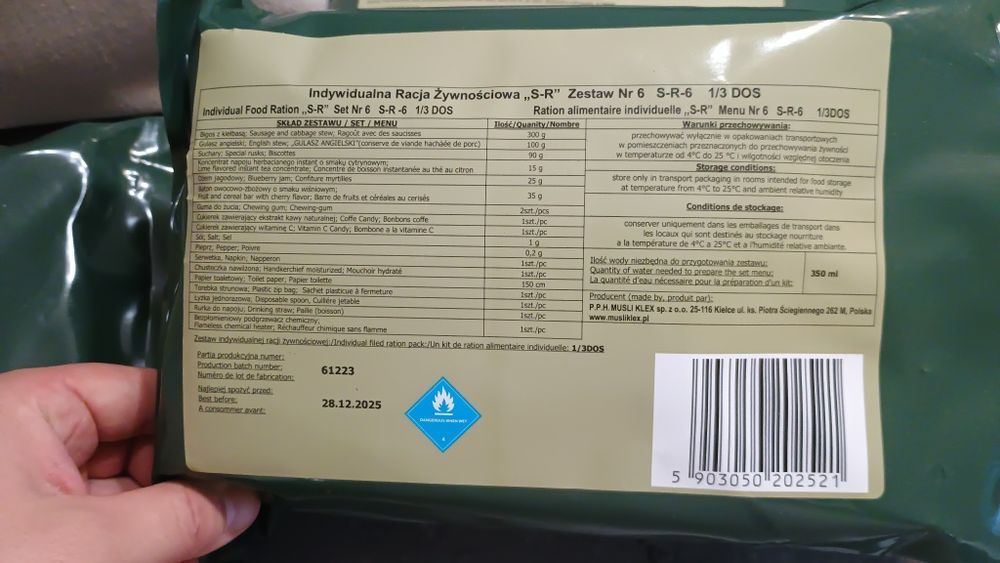 Indywidualna Racja Żywnościowa „S-R” Zestaw Nr 6 S-R-6 1/3 DOS
Individual Food Ration „S-R” Set Nr 6 S-R -6 1/3 DOS
Ration alimentaire individuelle „S-R” Menu Nr 6 S-R-6 1/3DOS
SKŁAD ZESTAWU / SET / MENU Ilość/Quanity/Nombre
Bigos z kiełbasą; Sausage and cabbage stew; Ragoût avec des saucisses 300 g
Gulasz angielski; English stew; „GULASZ ANGIELSKI”(conserve de viande hachåée de porc) 100 g
Suchary; Special rusks; Biscottes 90 g
Koncentrat napoju herbacianego instant o smaku cytrynowym;
Lime flavored instant tea concentrate; Concentré de boisson instantanée au thé au citron 15 g
Dżem jagodowy; Blueberry jam; Confiture myrtilles 25 g
Baton owocowo-zbożowy o smaku wiśniowym;
Fruit and cereal bar with cherry flavor; Barre de fruits et céréales au cerisés 35 g
Guma do żucia; Chewing gum; Chewing-gum 2szt./pcs
Cukierek zawierający ekstrakt kawy naturalnej; Coffe Candy; Bonbons coffe 1szt./pc
Cukierek zawierający witaminę C; Vitamin C Candy; Bombone a la vitamine C 1szt./pc
Sól; Salt; Sel 1 g
Pieprz; Pepper; Poivre 0,2 g
Serwetka, Napkin; Napperon 1szt./pc
Chusteczka nawilżona; Handkerchief moisturized; Mouchoir hydraté 1szt./pc
Papier toaletowy; Toilet paper; Papier toilette 150 cm
Torebka strunowa; Plastic zip bag; Sachet plastique à fermeture 1szt./pc
Łyżka jednorazowa; Disposable spoon, Cuillère jetable 1szt./pc
Rurka do napoju; Drinking straw; Paille (boisson) 1szt./pc
Bezpłomieniowy podgrzewacz chemiczny;
Flameless chemical heater; Réchauffeur chimique sans flamme 1szt./pc
Warunki przechowywania:
przechowywać wyłącznie w opakowaniach transportowych
w pomieszczeniach przeznaczonych do przechowywania żywności
w temperaturze od 4°C do 25 °C i wilgotności względnej otoczenia
Storage conditions:
store only in transport packaging in rooms intended for food storage
at temperature from 4°C to 25°C and ambient relative humidity
Conditions de stockage:
conserver uniquement dans les emballages de transport dans
les locaux qui sont destinés au stockage nourriture
a la température de 4°C a 25°C et a l'humidité relative ambiante.
Ilość wody niezbędna do przygotowania zestawu:
Quantity of water needed to prepare the set menu:
La quantité d'eau nécessaire pour la préparation d'un kit:
350 ml
Producent (made by, produit par):
P.P.H. MUSLI KLEX sp. z o.o. 25-116 Kielce ul. ks. Piotra Ściegiennego 262 M, Polska
www.musliklex.pl
Zestaw indywidualnej racji żywnościowej:/Individual filed ration pack:/Un kit de ration alimentaire individuelle: 1/3DOS
Partia produkcyjna numer:
Production batch number:
Numéro de lot de fabrication:
61223
Najlepiej spożyć przed:
Best before:
A consommer avant:
28.12.2025
DANGEROUS WHEN WET
5 903050 202521